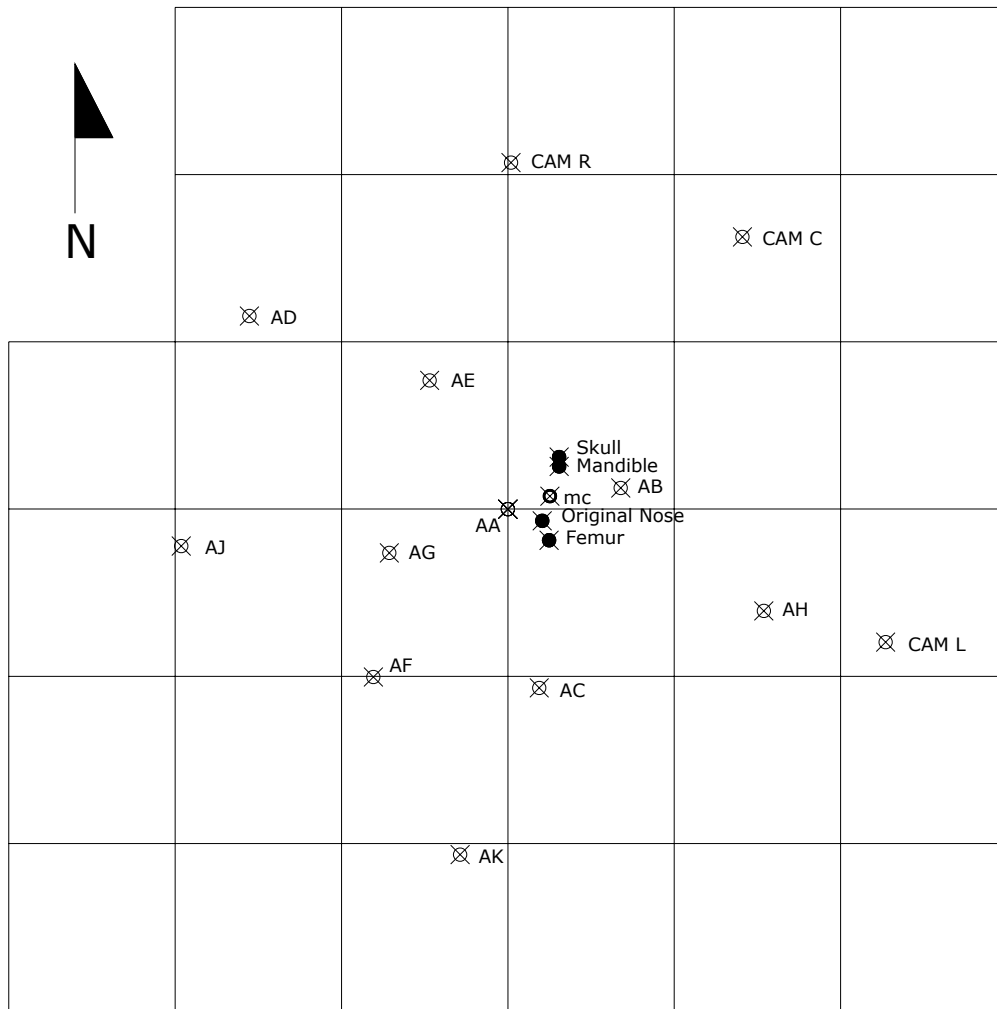 CAM R
N
CAM C
AD
AE
Skull
Mandible
AB
mc
Original Nose
AA
Femur
AJ
AG
AH
CAM L
AF
AC
AK